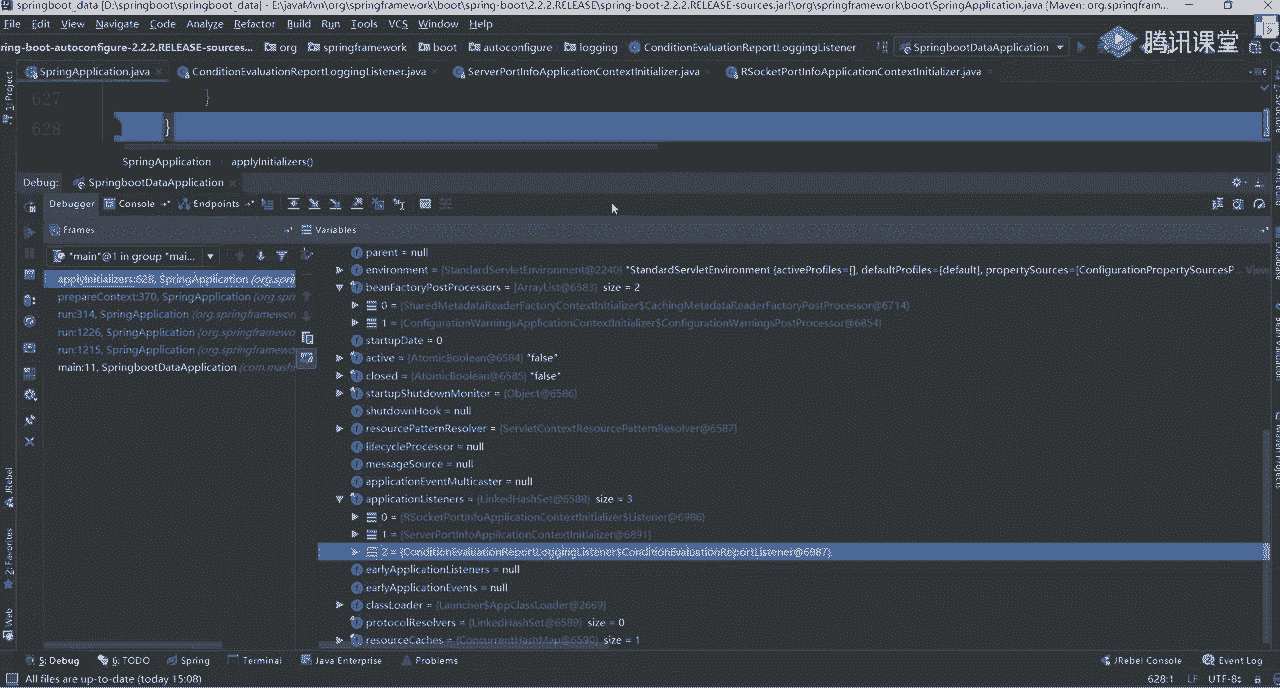 springboot_data [D:\springboot\springboot_data] - E:\javaMvn\org\springframework\boot\spring-boot\2.2.2.RELEASE\spring-boot-2.2.2.RELEASE-sources.jar!\org\springframework\boot\SpringApplication.java (Maven: org.springfram...
File Edit View Navigate Code Analyze Refactor Build Run Tools VCS Window Help
ring-boot-autoconfigure-2.2.2.RELEASE-sources... org springframework boot autoconfigure logging ConditionEvaluationReportLoggingListener SpringbootDataApplication
腾讯课堂
SpringApplication.java ConditionEvaluationReportLoggingListener.java ServerPortInfoApplicationContextInitializer.java RSocketPortInfoApplicationContextInitializer.java
1: Project
627 }
628 }
SpringApplication applyInitializers()
Debug: SpringbootDataApplication
Debugger Console Endpoints
Frames Variables
"main"@1 in group "mai...
applyInitializers:628, SpringApplication (org.spri
prepareContext:370, SpringApplication (org.spri
run:314, SpringApplication (org.springframewor
run:1226, SpringApplication (org.springframewo
run:1215, SpringApplication (org.springframewo
main:11, SpringbootDataApplication (com.mash
parent = null
environment = {StandardServletEnvironment@2240} "StandardServletEnvironment {activeProfiles=[], defaultProfiles=[default], propertySources=[ConfigurationPropertySourcesP... View
beanFactoryPostProcessors = {ArrayList@6583} size = 2
0 = {SharedMetadataReaderFactoryContextInitializer$CachingMetadataReaderFactoryPostProcessor@6714}
1 = {ConfigurationWarningsApplicationContextInitializer$ConfigurationWarningsPostProcessor@6854}
startupDate = 0
active = {AtomicBoolean@6584} "false"
closed = {AtomicBoolean@6585} "false"
startupShutdownMonitor = {Object@6586}
shutdownHook = null
resourcePatternResolver = {ServletContextResourcePatternResolver@6587}
lifecycleProcessor = null
messageSource = null
applicationEventMulticaster = null
applicationListeners = {LinkedHashSet@6588} size = 3
0 = {RSocketPortInfoApplicationContextInitializer$Listener@6986}
1 = {ServerPortInfoApplicationContextInitializer@6891}
2 = {ConditionEvaluationReportLoggingListener$ConditionEvaluationReportListener@6987}
earlyApplicationListeners = null
earlyApplicationEvents = null
classLoader = {Launcher$AppClassLoader@2669}
protocolResolvers = {LinkedHashSet@6589} size = 0
resourceCaches = {ConcurrentHashMap@6590} size = 1
JRebel
2: Favorites
Web
5: Debug 6: TODO Spring Terminal Java Enterprise Problems JRebel Console Event Log
All files are up-to-date (today 15:08) 628:1 LF UTF-8